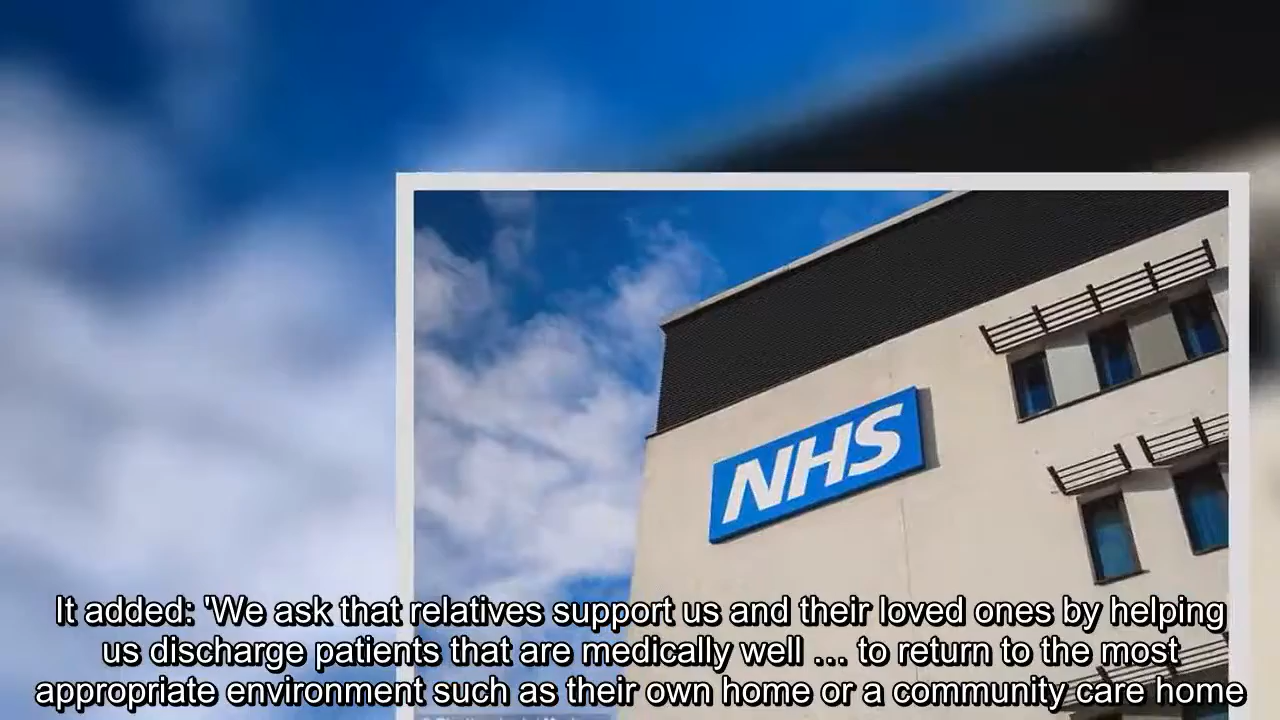 NHS
It added: 'We ask that relatives support us and their loved ones by helping
us discharge patients that are medically well ... to return to the most
appropriate environment such as their own home or a community care home